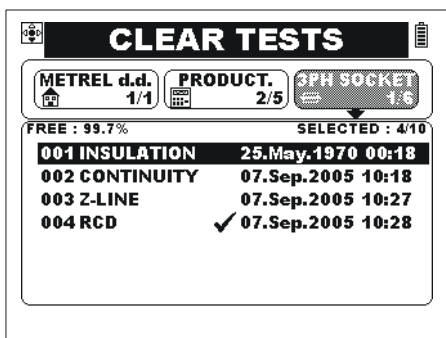 CLEAR TESTS
METREL d.d. PRODUCT. 3PH SOCKET
1/1 2/5 1/6
FREE : 99.7% SELECTED : 4/10
001 INSULATION 25.May.1970 00:18
002 CONTINUITY 07.Sep.2005 10:18
003 Z-LINE 07.Sep.2005 10:27
004 RCD 07.Sep.2005 10:28